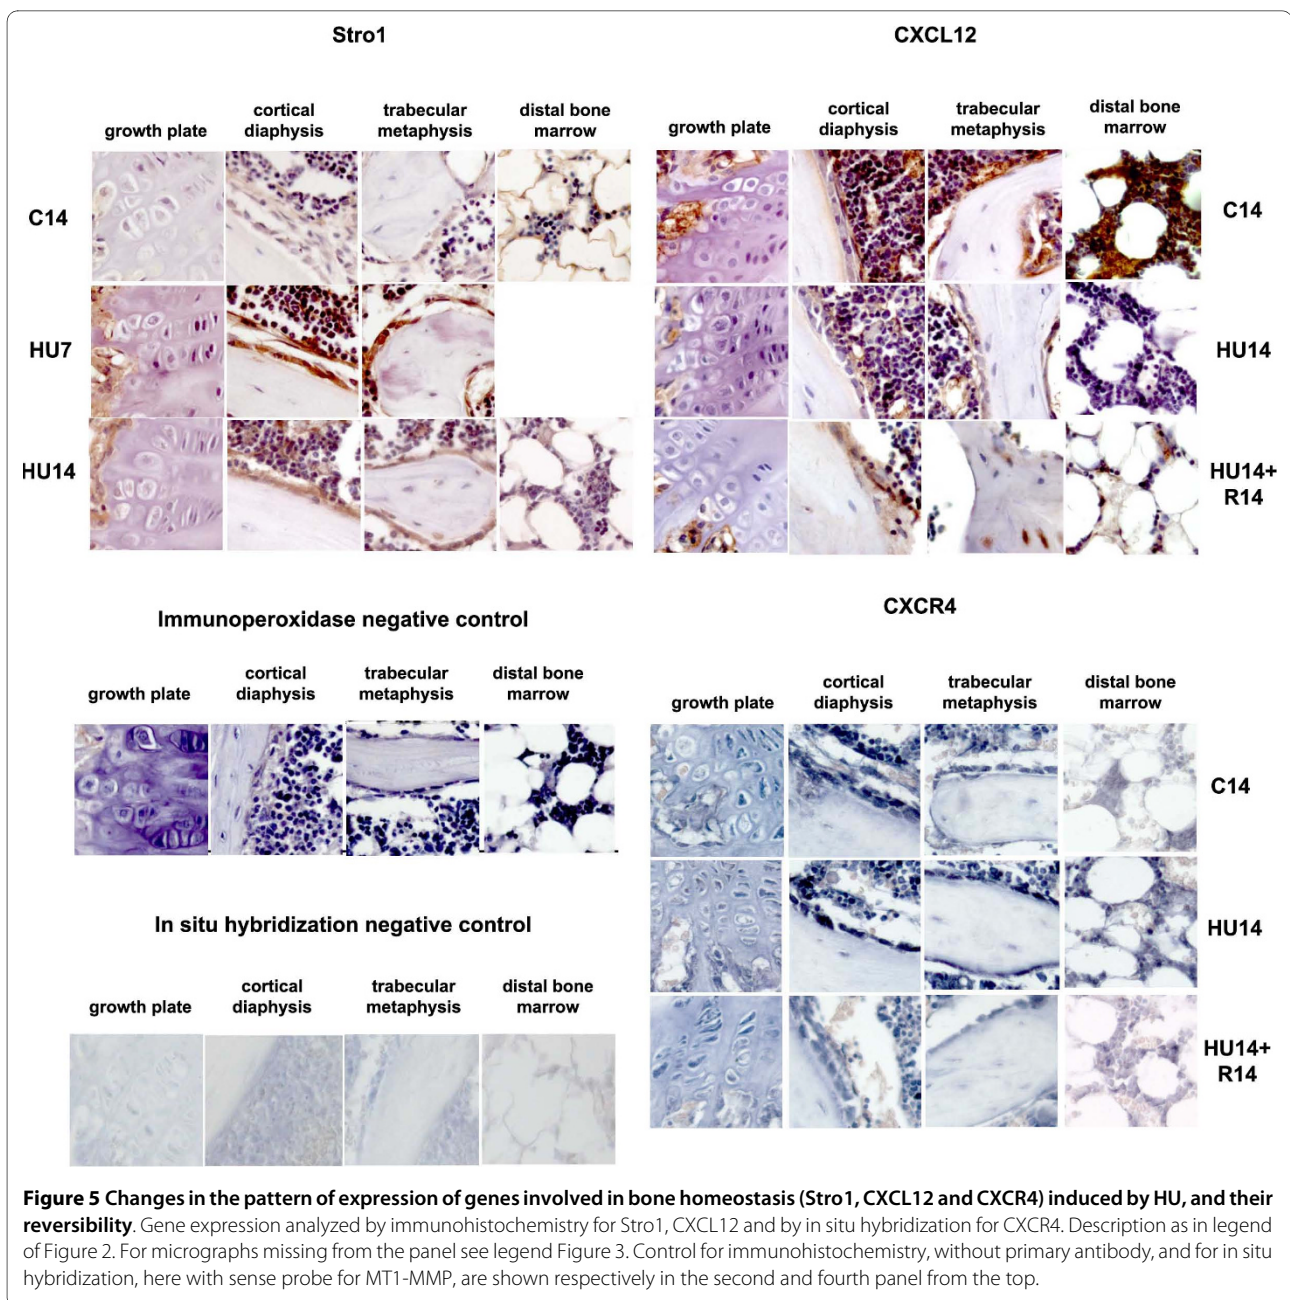 Stro1
growth plate
cortical
diaphysis
trabecular
metaphysis
distal bone
marrow
C14
HU7
HU14
CXCL12
growth plate
cortical
diaphysis
trabecular
metaphysis
distal bone
marrow
C14
HU14
HU14+
R14
Immunoperoxidase negative control
growth plate
cortical
diaphysis
trabecular
metaphysis
distal bone
marrow
In situ hybridization negative control
growth plate
cortical
diaphysis
trabecular
metaphysis
distal bone
marrow
CXCR4
growth plate
cortical
diaphysis
trabecular
metaphysis
distal bone
marrow
C14
HU14
HU14+
R14
Figure 5 Changes in the pattern of expression of genes involved in bone homeostasis (Stro1, CXCL12 and CXCR4) induced by HU, and their
reversibility. Gene expression analyzed by immunohistochemistry for Stro1, CXCL12 and by in situ hybridization for CXCR4. Description as in legend
of Figure 2. For micrographs missing from the panel see legend Figure 3. Control for immunohistochemistry, without primary antibody, and for in situ
hybridization, here with sense probe for MT1-MMP, are shown respectively in the second and fourth panel from the top.